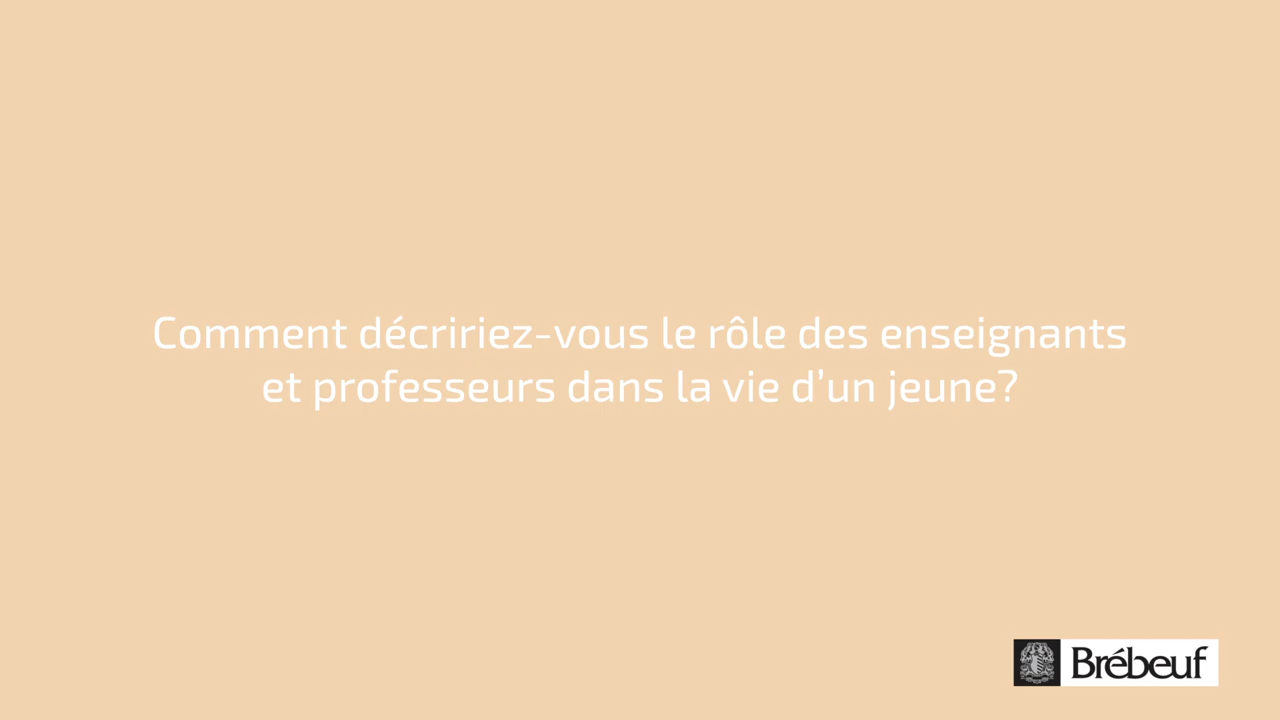 Comment décririez-vous le rôle des enseignants
et professeurs dans la vie d’un jeune?
Brébeuf